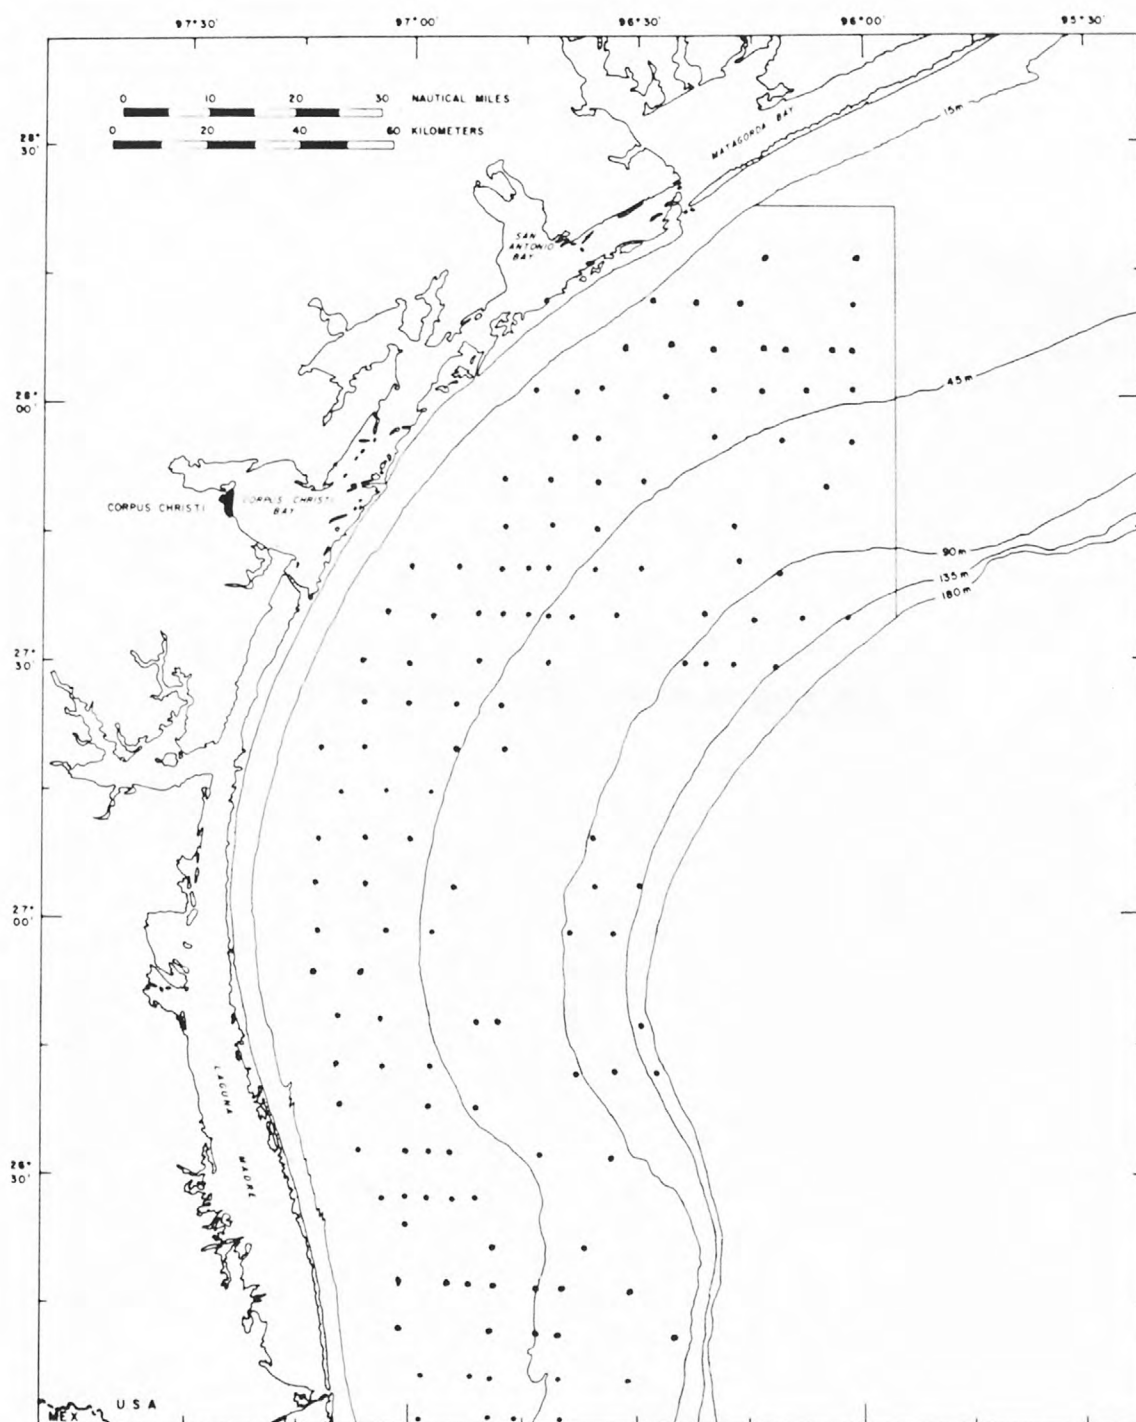 97°30' 97°00' 96°30' 96°00' 95°30'
0 10 20 30 NAUTICAL MILES
0 20 40 60 KILOMETERS
28°
30'
15m
MATAGORDA BAY
SAN
ANTONIO
BAY
28°
00'
45m
CORPUS CHRISTI
CORPUS CHRISTI
BAY
90m
135m
180m
27°
30'
27°
00'
LAGUNA
MADRE
26°
30'
USA
MEX